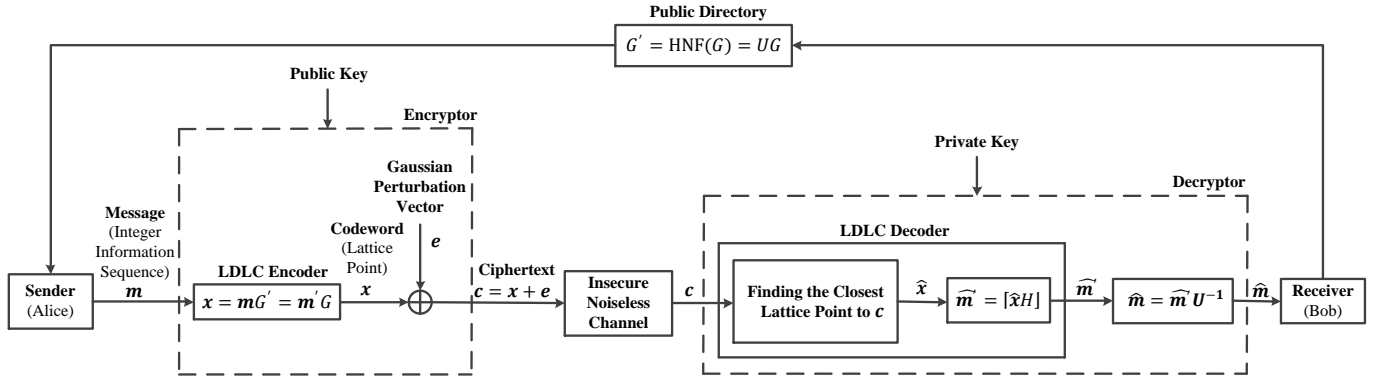 Public Directory
G′ = HNF(G) = UG
Public Key
Encryptor
Private Key
Decryptor
Gaussian
Perturbation
Vector
e
Message
(Integer
Information
Sequence)
m
LDLC Encoder
x = mG′ = m′G
Codeword
(Lattice
Point)
x
Ciphertext
c = x + e
Insecure
Noiseless
Channel
c
LDLC Decoder
Finding the Closest
Lattice Point to c
x̂
m̂′ = ⌈x̂H⌋
m̂′
m̂ = m̂′U⁻¹
m̂
Sender
(Alice)
Receiver
(Bob)